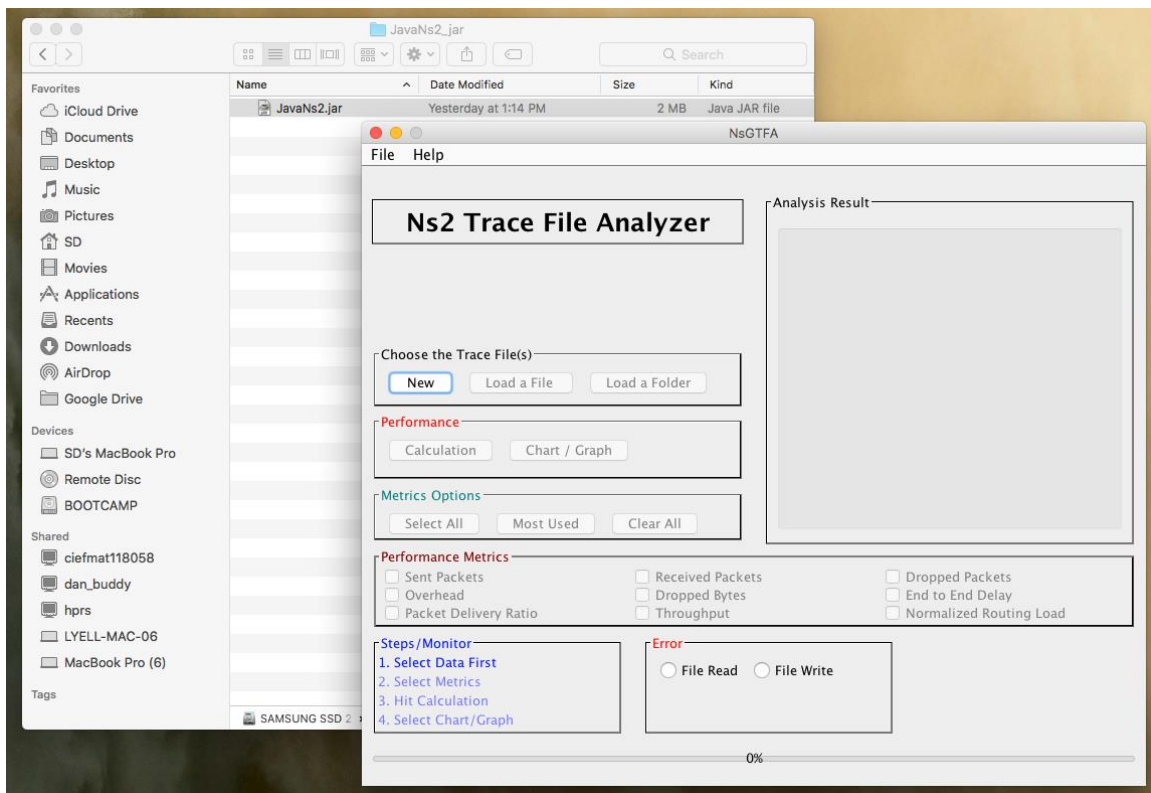 JavaNs2_jar
Search
Favorites
iCloud Drive
Documents
Desktop
Music
Pictures
SD
Movies
Applications
Recents
Downloads
AirDrop
Google Drive
Devices
SD's MacBook Pro
Remote Disc
BOOTCAMP
Shared
ciefmat118058
dan_buddy
hprs
LYELL-MAC-06
MacBook Pro (6)
Tags
Name Date Modified Size Kind
JavaNs2.jar Yesterday at 1:14 PM 2 MB Java JAR file
SAMSUNG SSD 2
NsGTFA
File Help
Ns2 Trace File Analyzer
Analysis Result
Choose the Trace File(s)
New Load a File Load a Folder
Performance
Calculation Chart / Graph
Metrics Options
Select All Most Used Clear All
Performance Metrics
Sent Packets Received Packets Dropped Packets
Overhead Dropped Bytes End to End Delay
Packet Delivery Ratio Throughput Normalized Routing Load
Steps/Monitor
1. Select Data First
2. Select Metrics
3. Hit Calculation
4. Select Chart/Graph
Error
File Read File Write
0%